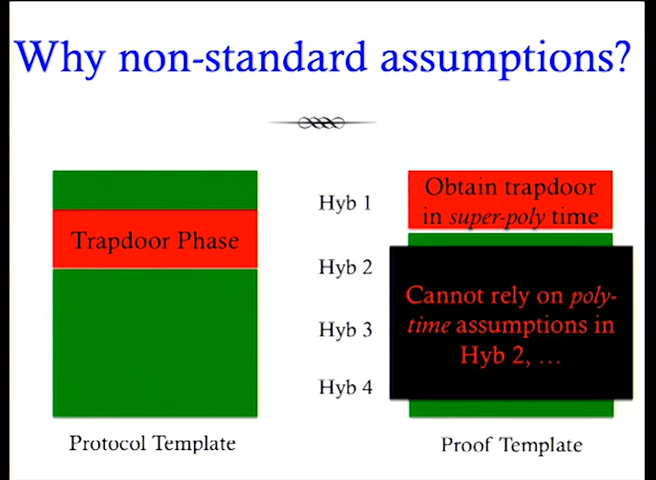 Why non-standard assumptions?
Trapdoor Phase
Protocol Template
Hyb 1
Hyb 2
Hyb 3
Hyb 4
Obtain trapdoor
in super-poly time
Cannot rely on poly-
time assumptions in
Hyb 2, ...
Proof Template